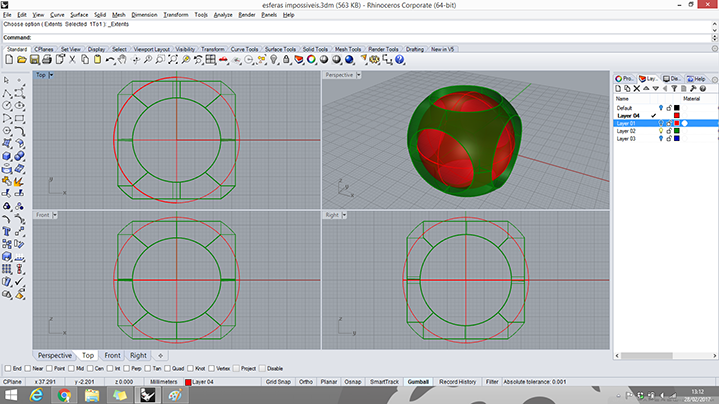 esferas impossiveis.3dm (563 KB) - Rhinoceros Corporate (64-bit)
File Edit View Curve Surface Solid Mesh Dimension Transform Tools Analyze Render Panels Help
Choose option ( Extents Selected 1To1 ): _Extents
Command:
Standard CPlanes Set View Display Select Viewport Layout Visibility Transform Curve Tools Surface Tools Solid Tools Mesh Tools Render Tools Drafting New in V5
Top
Perspective
Pro... Lay... Dis... Help
Name Material
Default
Layer 04
Layer 01
Layer 02
Layer 03
y
x
z
y
x
Front
Right
z
x
z
y
Perspective Top Front Right
End Near Point Mid Cen Int Perp Tan Quad Knot Vertex Project Disable
CPlane x 37.291 y -2.201 z 0.000 Millimeters Layer 04 Grid Snap Ortho Planar Osnap SmartTrack Gumball Record History Filter Absolute tolerance: 0.001
13:12
28/02/2017